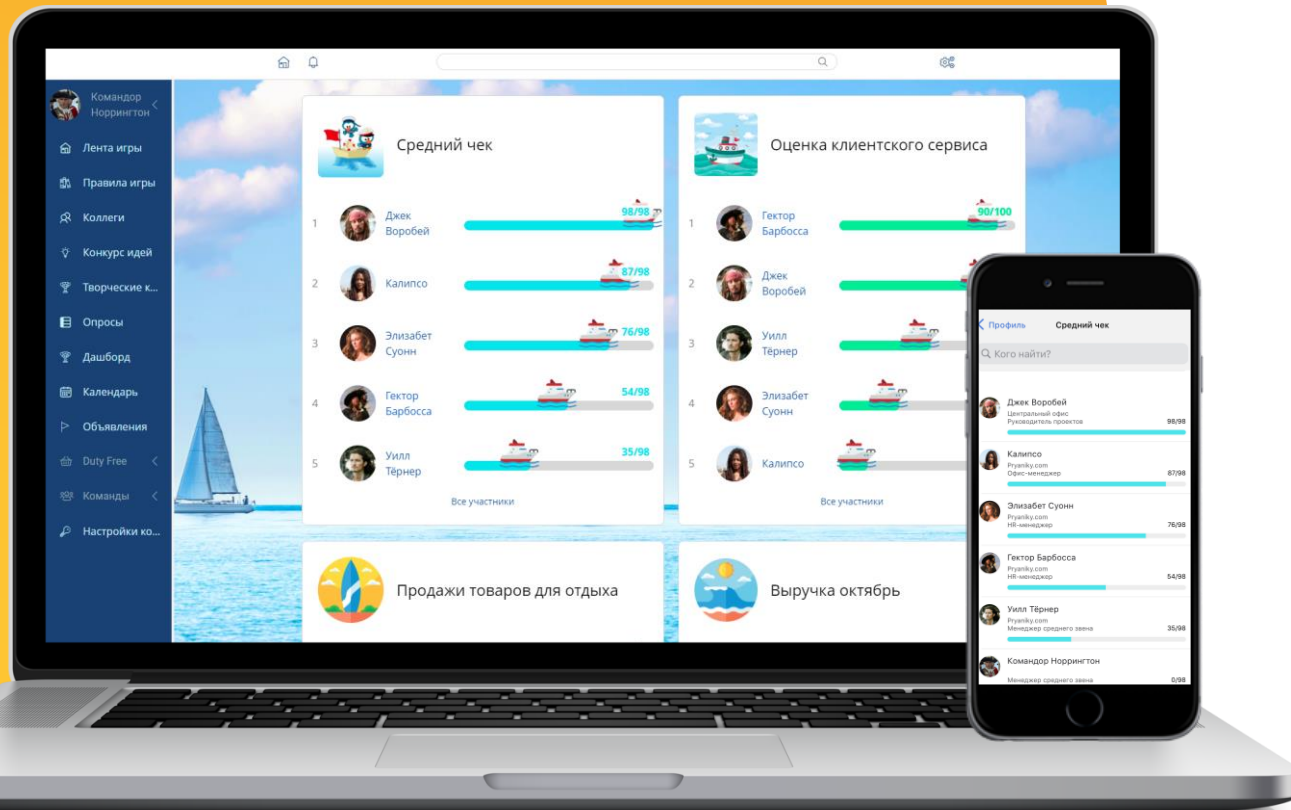 Командор
Норрингтон
Лента игры
Правила игры
Коллеги
Конкурс идей
Творческие к...
Опросы
Дашборд
Календарь
Объявления
Duty Free
Команды
Настройки ко...
Средний чек
1
Джек
Воробей
98/98
2
Калипсо
87/98
3
Элизабет
Суонн
76/98
4
Гектор
Барбосса
54/98
5
Уилл
Тёрнер
35/98
Все участники
Оценка клиентского сервиса
1
Гектор
Барбосса
90/100
2
Джек
Воробей
3
Уилл
Тёрнер
4
Элизабет
Суонн
5
Калипсо
Все участники
Продажи товаров для отдыха
Выручка октябрь
Профиль Средний чек
Кого найти?
Джек Воробей
Центральный офис
Руководитель проектов 98/98
Калипсо
Pryaniky.com
Офис-менеджер 87/98
Элизабет Суонн
Pryaniky.com
HR-менеджер 76/98
Гектор Барбосса
Pryaniky.com
HR-менеджер 54/98
Уилл Тёрнер
Pryaniky.com
Менеджер среднего звена 35/98
Командор Норрингтон
Менеджер среднего звена 0/98